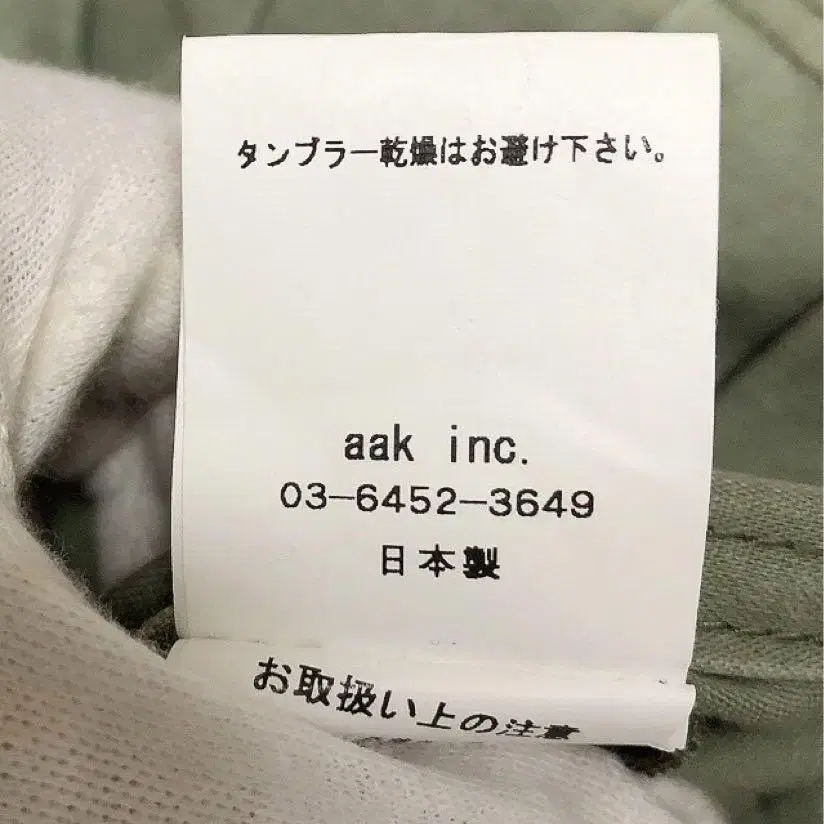 タンブラー乾燥はお避け下さい。
aak inc.
03-6452-3649
日本製
お取扱い上の注意